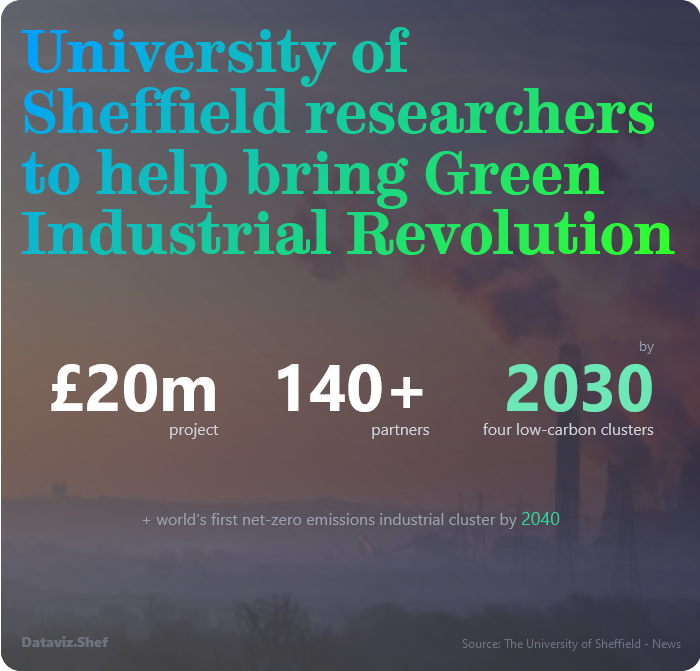 University of
Sheffield researchers
to help bring Green
Industrial Revolution
£20m
project
140+
partners
by
2030
four low-carbon clusters
+ world's first net-zero emissions industrial cluster by 2040
Dataviz.Shef
Source: The University of Sheffield - News